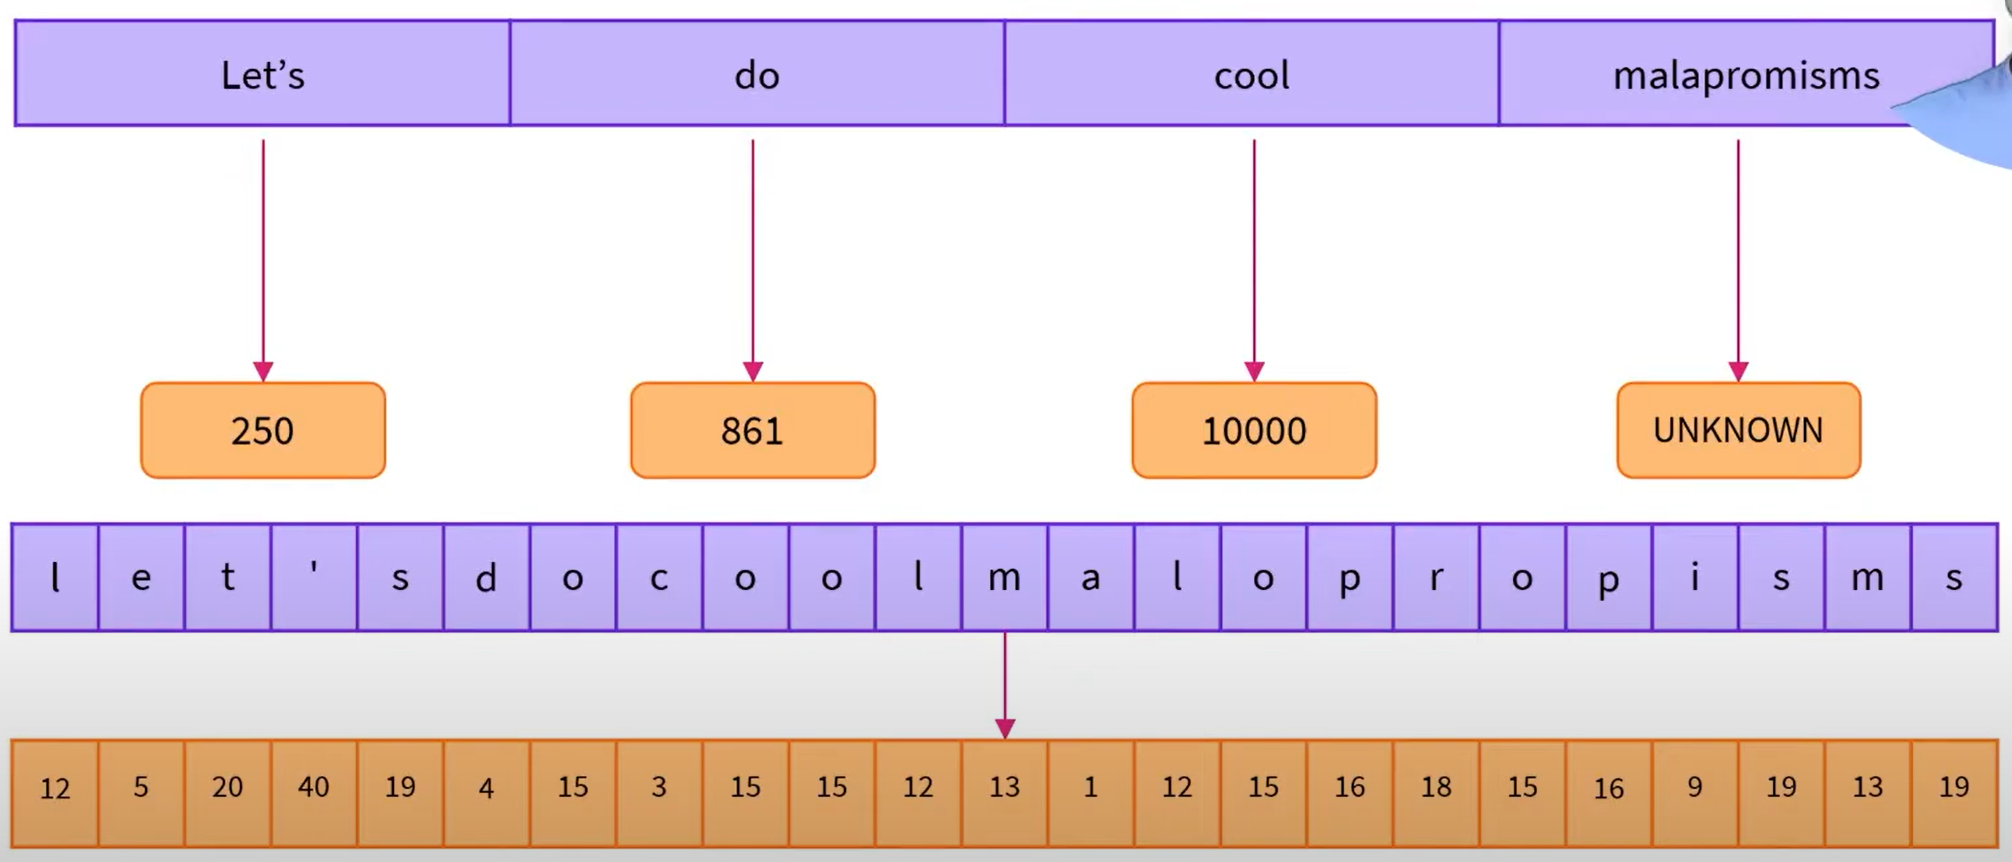 Let’s do cool malapromisms
250 861 10000 UNKNOWN
l e t ' s d o c o o l m a l o p r o p i s m s
12 5 20 40 19 4 15 3 15 15 12 13 1 12 15 16 18 15 16 9 19 13 19